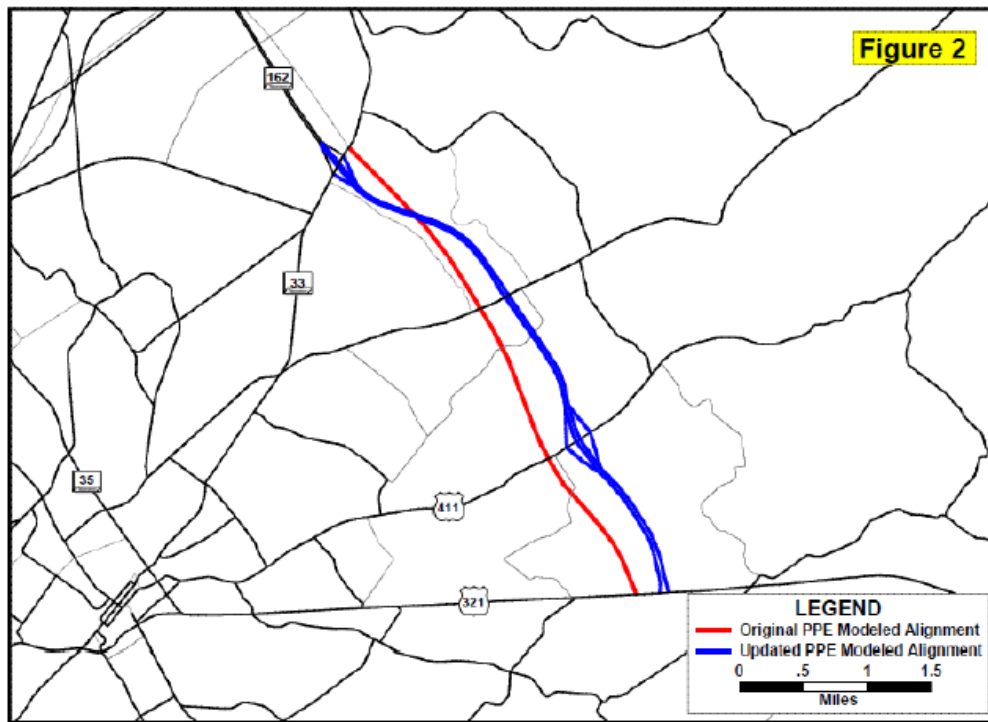 Figure 2
162
33
35
411
321
LEGEND
Original PPE Modeled Alignment
Updated PPE Modeled Alignment
0 .5 1 1.5
Miles